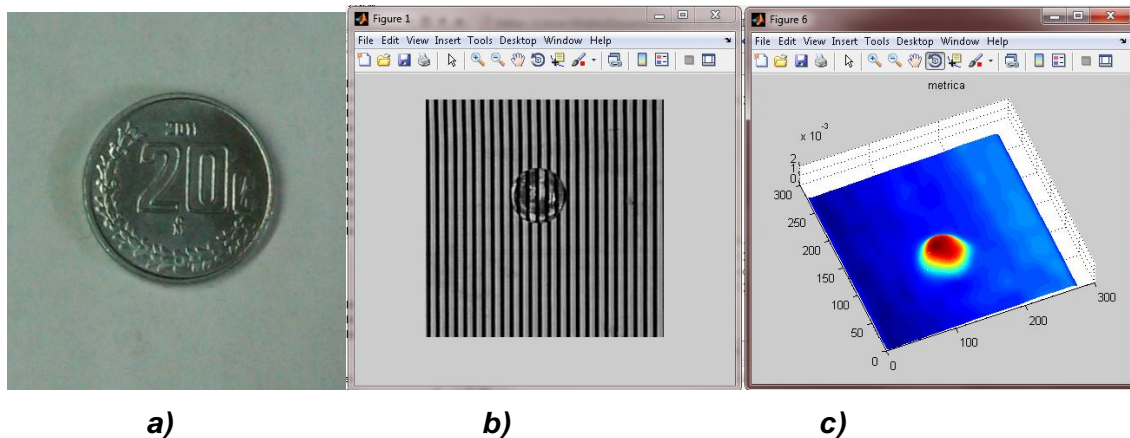 2011
20
Figure 1
File Edit View Insert Tools Desktop Window Help
Figure 6
File Edit View Insert Tools Desktop Window Help
metrica
x 10⁻³
2
1
0
300
250
200
150
100
50
0
0
100
200
300
a)
b)
c)